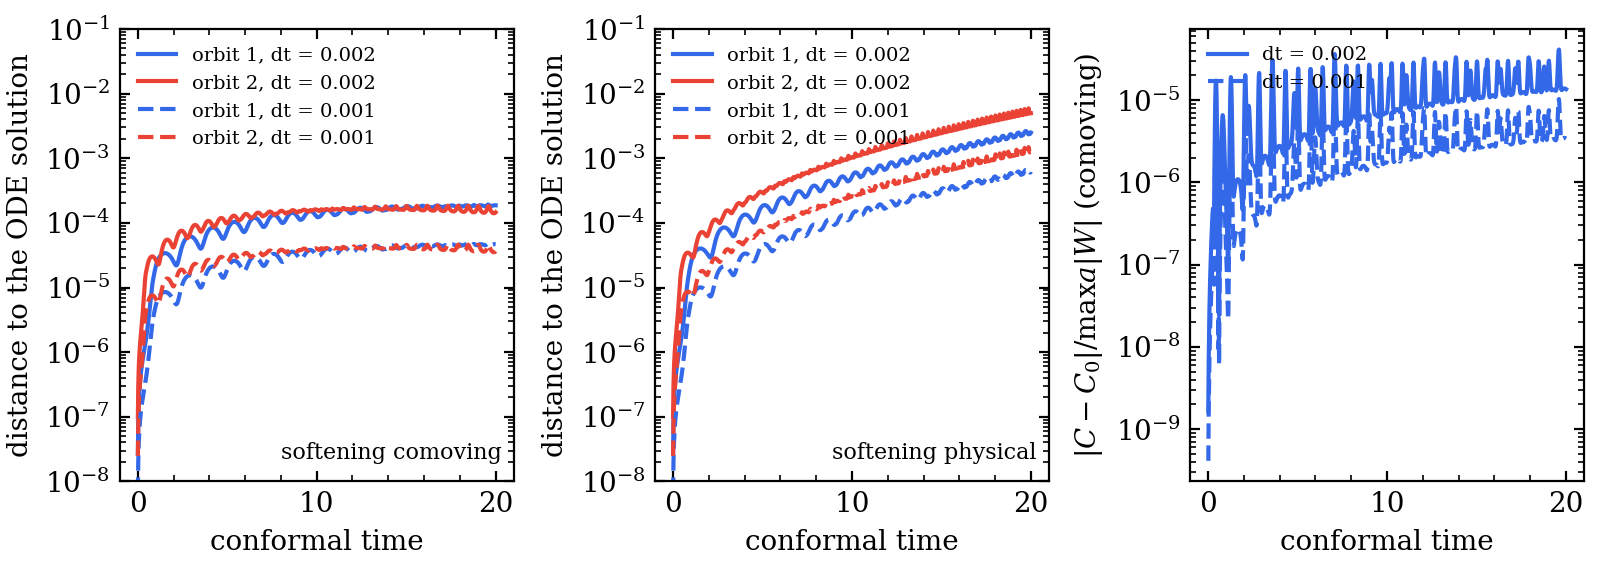 distance to the ODE solution
10⁻¹
10⁻²
10⁻³
10⁻⁴
10⁻⁵
10⁻⁶
10⁻⁷
10⁻⁸
orbit 1, dt = 0.002
orbit 2, dt = 0.002
orbit 1, dt = 0.001
orbit 2, dt = 0.001
softening comoving
0 10 20
conformal time
distance to the ODE solution
10⁻¹
10⁻²
10⁻³
10⁻⁴
10⁻⁵
10⁻⁶
10⁻⁷
10⁻⁸
orbit 1, dt = 0.002
orbit 2, dt = 0.002
orbit 1, dt = 0.001
orbit 2, dt = 0.001
softening physical
0 10 20
conformal time
|C − C₀|/maxa|W| (comoving)
10⁻⁵
10⁻⁶
10⁻⁷
10⁻⁸
10⁻⁹
dt = 0.002
dt = 0.001
0 10 20
conformal time